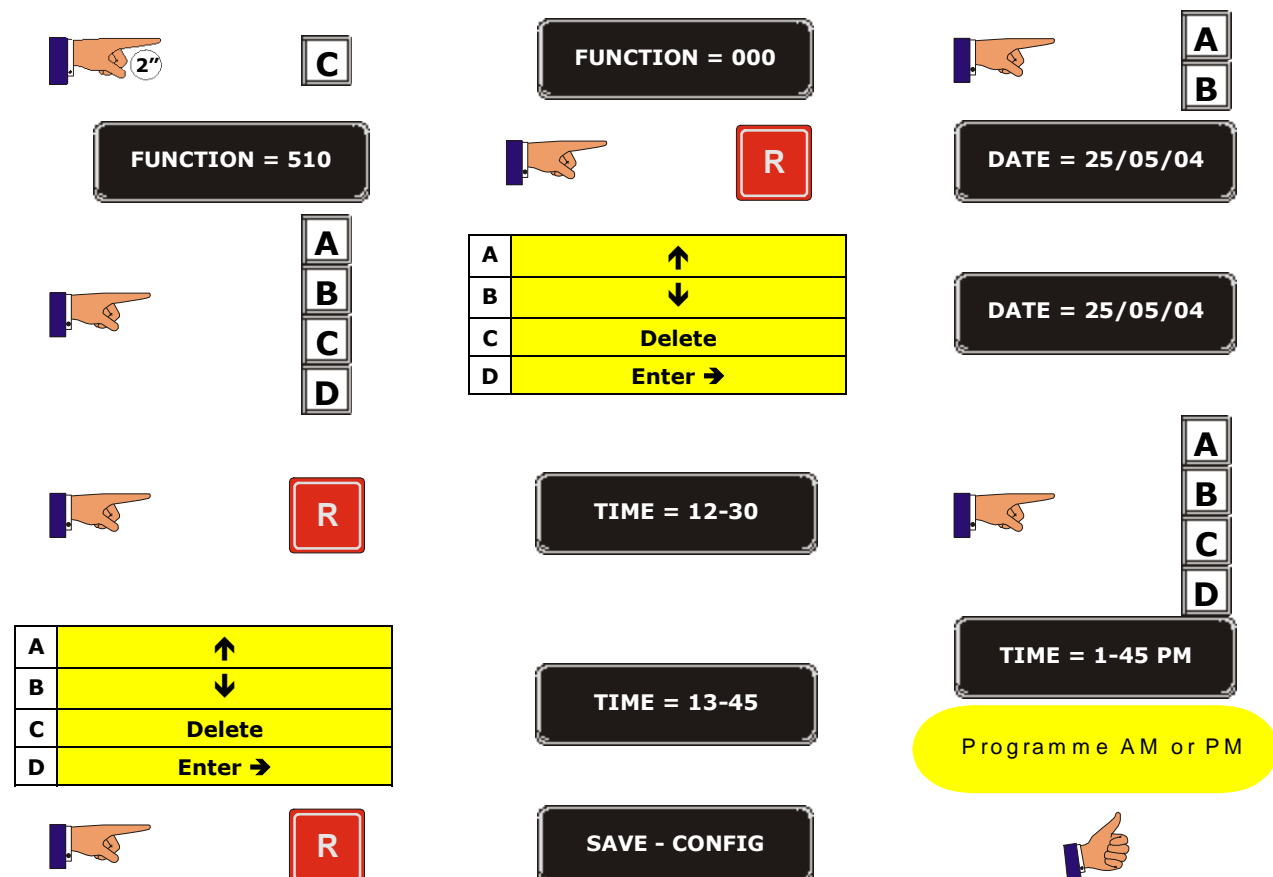 2”
C
FUNCTION = 000
A
B
FUNCTION = 510
R
DATE = 25/05/04
A
B
C
D
A ↑
B ↓
C Delete
D Enter →
DATE = 25/05/04
R
TIME = 12-30
A
B
C
D
A ↑
B ↓
C Delete
D Enter →
TIME = 13-45
TIME = 1-45 PM
Programme AM or PM
R
SAVE - CONFIG